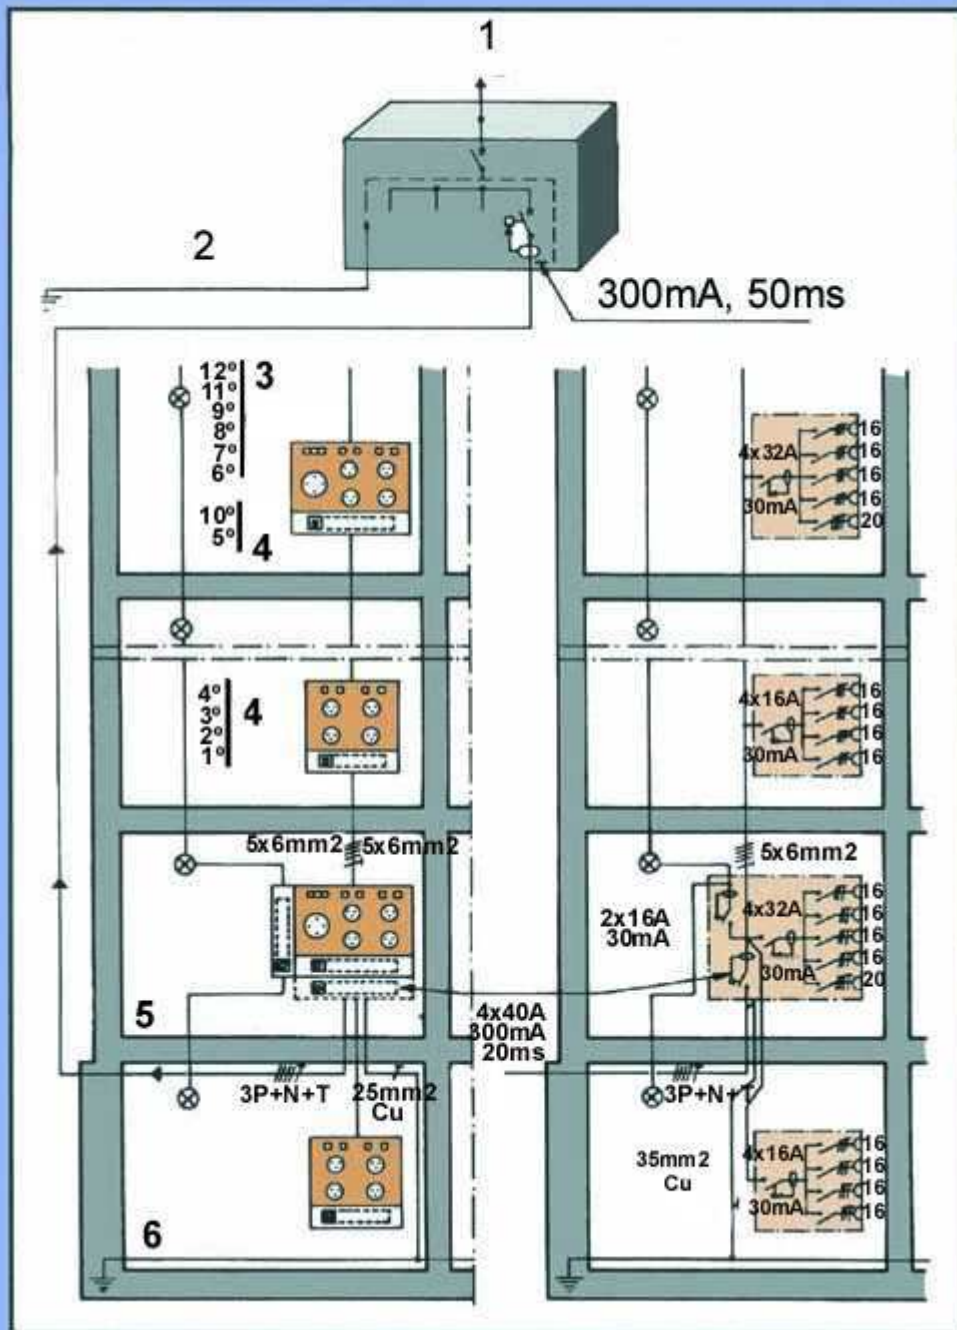 1
2
300mA, 50ms
12º
11º
9º
8º
7º
6º
3
10º
5º
4
4x32A
30mA
16
16
16
16
20
4º
3º
2º
1º
4
4x16A
30mA
16
16
16
16
5x6mm2
5x6mm2
5x6mm2
2x16A
30mA
4x32A
30mA
16
16
16
16
20
5
4x40A
300mA
20ms
3P+N+T
25mm2
Cu
3P+N+T
35mm2
Cu
4x16A
30mA
16
16
16
16
6